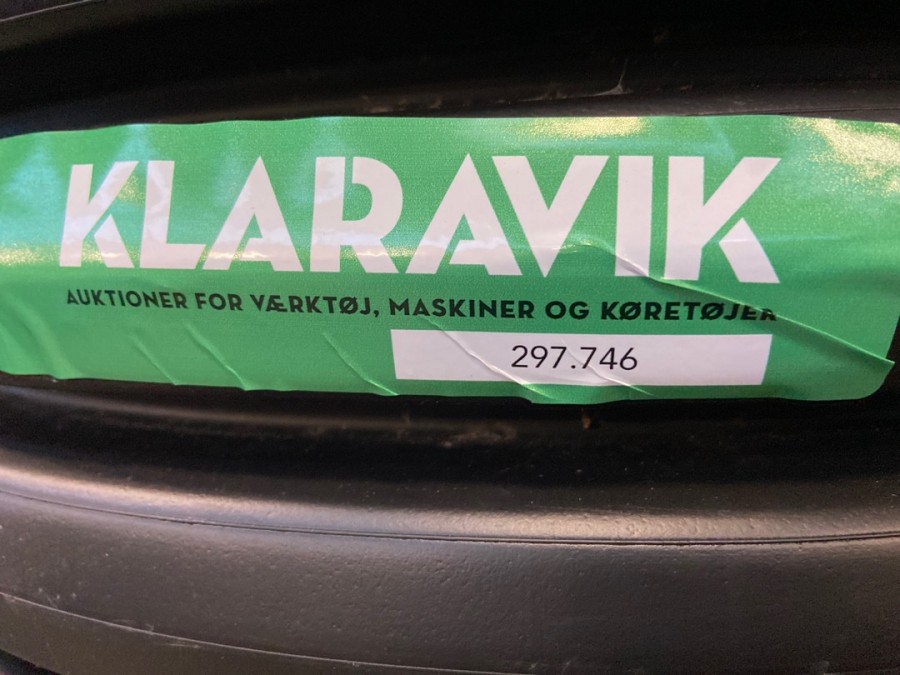 KLARAVIK
AUKTIONER FOR VÆRKTØJ, MASKINER OG KØRETØJER
297.746